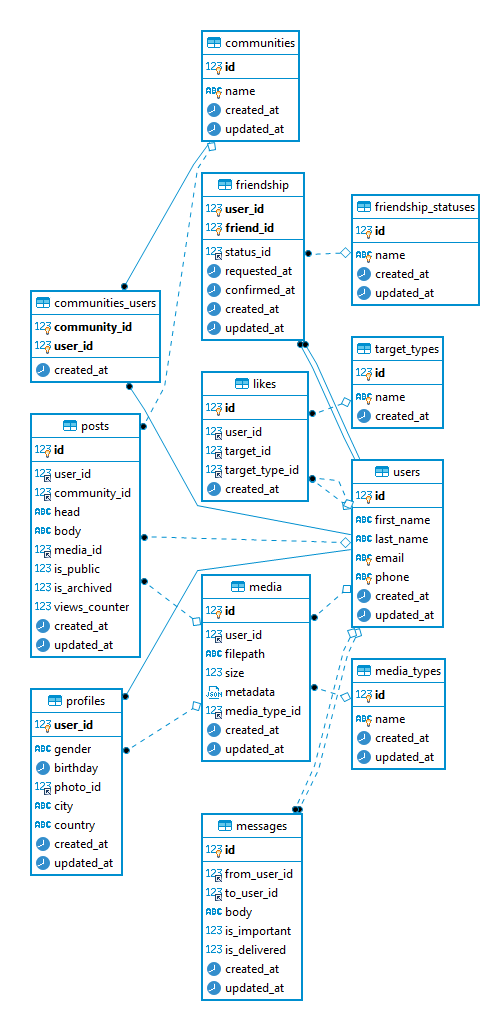 communities
123 id
ABC name
created_at
updated_at
friendship
123 user_id
123 friend_id
123 status_id
requested_at
confirmed_at
created_at
updated_at
friendship_statuses
123 id
ABC name
created_at
updated_at
communities_users
123 community_id
123 user_id
created_at
target_types
123 id
ABC name
created_at
likes
123 id
123 user_id
123 target_id
123 target_type_id
created_at
posts
123 id
123 user_id
123 community_id
ABC head
ABC body
123 media_id
123 is_public
123 is_archived
123 views_counter
created_at
updated_at
users
123 id
ABC first_name
ABC last_name
ABC email
ABC phone
created_at
updated_at
media
123 id
123 user_id
ABC filepath
123 size
JSON metadata
123 media_type_id
created_at
updated_at
media_types
123 id
ABC name
created_at
updated_at
profiles
123 user_id
ABC gender
birthday
123 photo_id
ABC city
ABC country
created_at
updated_at
messages
123 id
123 from_user_id
123 to_user_id
ABC body
123 is_important
123 is_delivered
created_at
updated_at